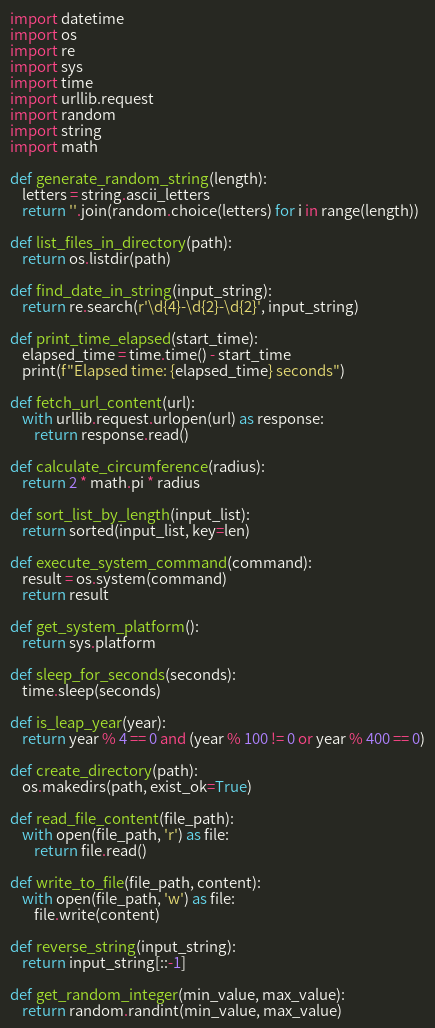 import datetime
import os
import re
import sys
import time
import urllib.request
import random
import string
import math

def generate_random_string(length):
    letters = string.ascii_letters
    return ''.join(random.choice(letters) for i in range(length))

def list_files_in_directory(path):
    return os.listdir(path)

def find_date_in_string(input_string):
    return re.search(r'\d{4}-\d{2}-\d{2}', input_string)

def print_time_elapsed(start_time):
    elapsed_time = time.time() - start_time
    print(f"Elapsed time: {elapsed_time} seconds")

def fetch_url_content(url):
    with urllib.request.urlopen(url) as response:
        return response.read()

def calculate_circumference(radius):
    return 2 * math.pi * radius

def sort_list_by_length(input_list):
    return sorted(input_list, key=len)

def execute_system_command(command):
    result = os.system(command)
    return result

def get_system_platform():
    return sys.platform

def sleep_for_seconds(seconds):
    time.sleep(seconds)

def is_leap_year(year):
    return year % 4 == 0 and (year % 100 != 0 or year % 400 == 0)

def create_directory(path):
    os.makedirs(path, exist_ok=True)

def read_file_content(file_path):
    with open(file_path, 'r') as file:
        return file.read()

def write_to_file(file_path, content):
    with open(file_path, 'w') as file:
        file.write(content)

def reverse_string(input_string):
    return input_string[::-1]

def get_random_integer(min_value, max_value):
    return random.randint(min_value, max_value)